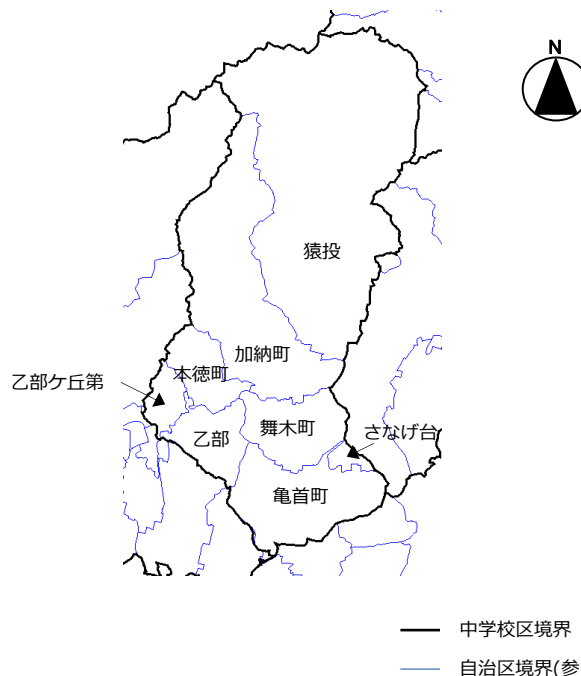 N
猿投
加納町
本徳町
乙部ケ丘第
乙部
舞木町
さなげ台
亀首町
中学校区境界
自治区境界(参